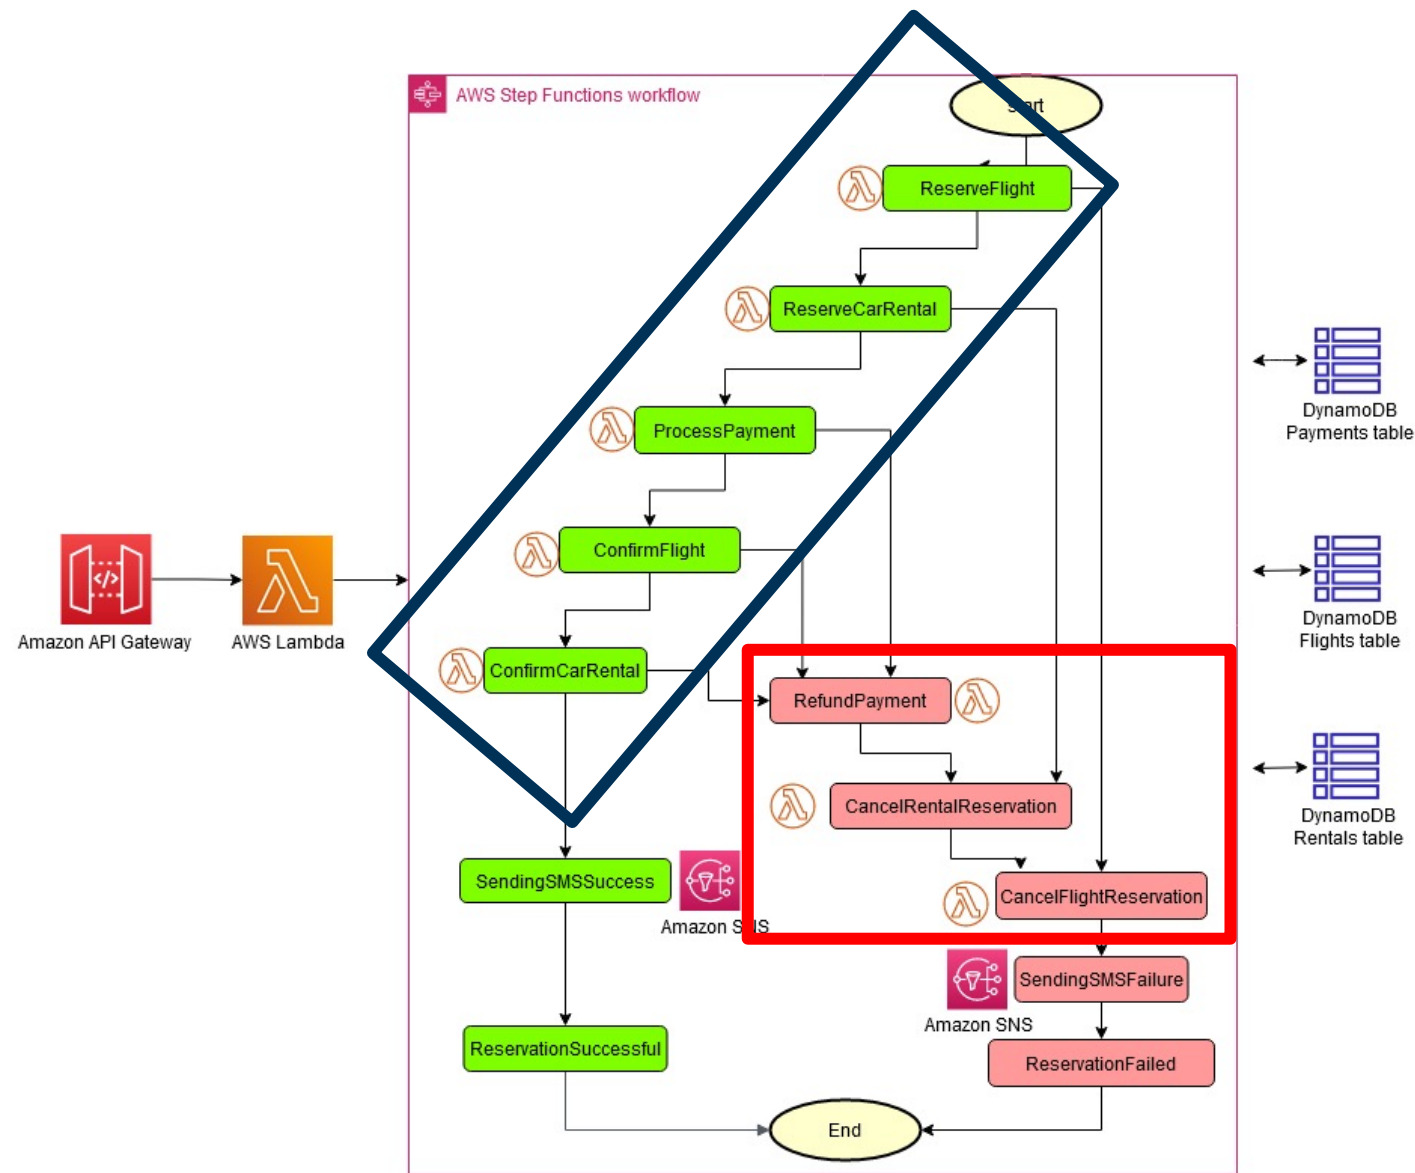 AWS Step Functions workflow
start
ReserveFlight
ReserveCarRental
ProcessPayment
DynamoDB
Payments table
ConfirmFlight
Amazon API Gateway
AWS Lambda
DynamoDB
Flights table
ConfirmCarRental
RefundPayment
CancelRentalReservation
DynamoDB
Rentals table
SendingSMSSuccess
Amazon SNS
CancelFlightReservation
SendingSMSFailure
Amazon SNS
ReservationSuccessful
ReservationFailed
End